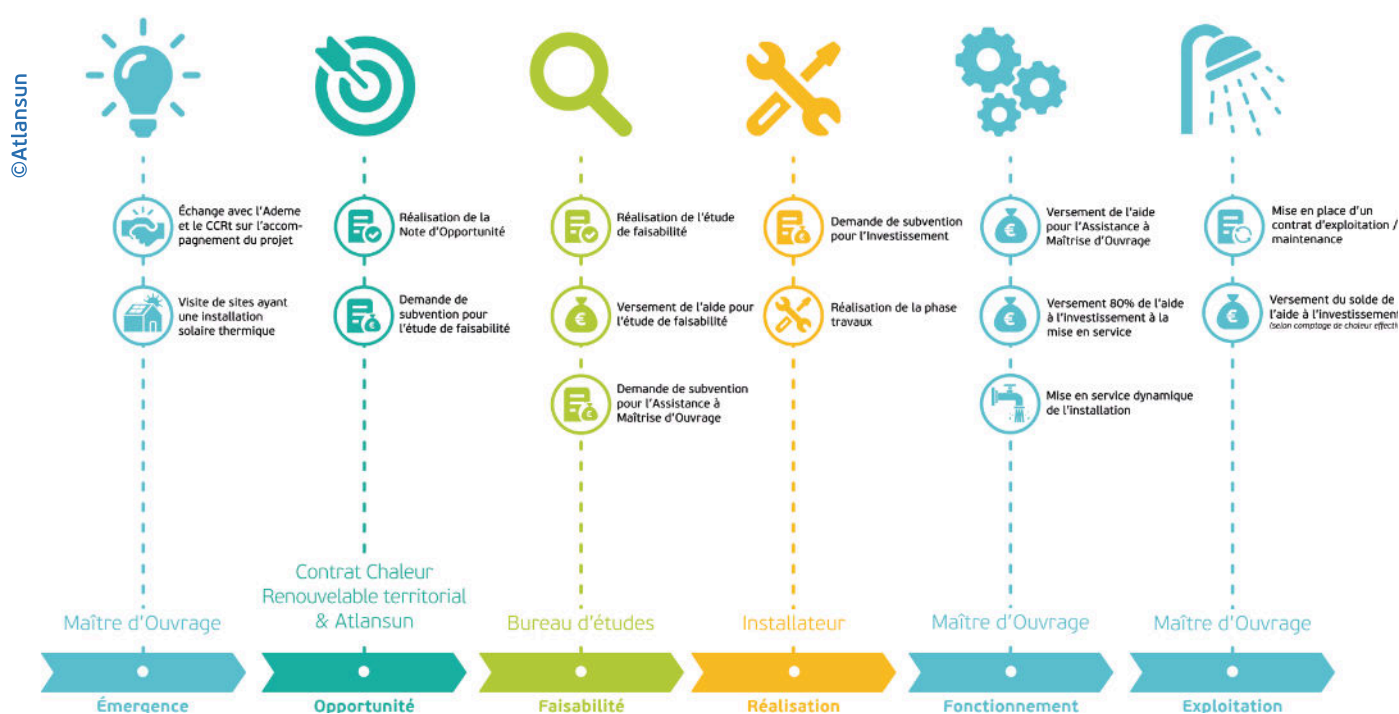 ©Atlansun
Échange avec l'Ademe
et le CCRt sur l'accom-
pagnement du projet
Visite de sites ayant
une installation
solaire thermique
Maître d'Ouvrage
Émergence
Réalisation de la
Note d'Opportunité
Demande de
subvention pour
l'étude de faisabilité
Contrat Chaleur
Renouvelable territorial
& Atlansun
Opportunité
Réalisation de l'étude
de faisabilité
€
Versement de l'aide pour
l'étude de faisabilité
Demande de subvention
pour l'Assistance à
Maîtrise d'Ouvrage
Bureau d'études
Faisabilité
Demande de subvention
pour l'Investissement
Réalisation de la phase
travaux
Installateur
Réalisation
€
Versement de l'aide
pour l'Assistance à
Maîtrise d'Ouvrage
€
Versement 80% de l'aide
à l'investissement à la
mise en service
Mise en service dynamique
de l'installation
Maître d'Ouvrage
Fonctionnement
Mise en place d'un
contrat d'exploitation /
maintenance
€
Versement du solde de
l'aide à l'investissement
(selon comptage de chaleur effectif
Maître d'Ouvrage
Exploitation